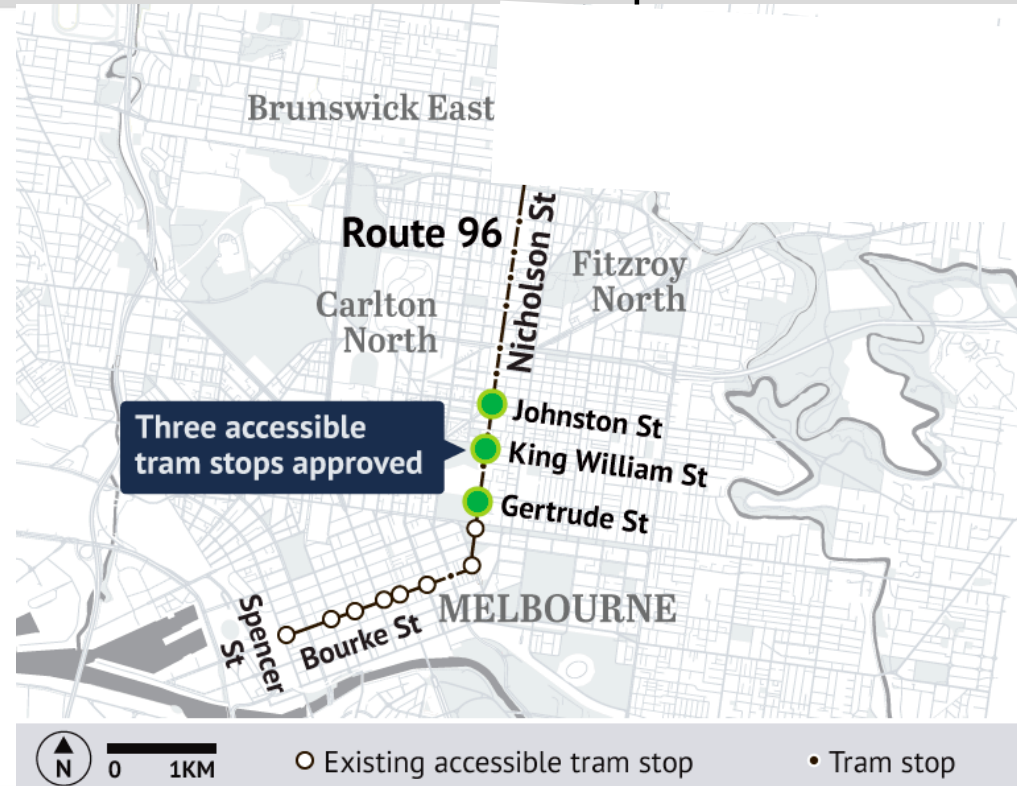 Brunswick East
Route 96
Nicholson St
Fitzroy
North
Carlton
North
Three accessible
tram stops approved
Johnston St
King William St
Gertrude St
MELBOURNE
Spencer
St
Bourke St
N
0
1KM
Existing accessible tram stop
Tram stop